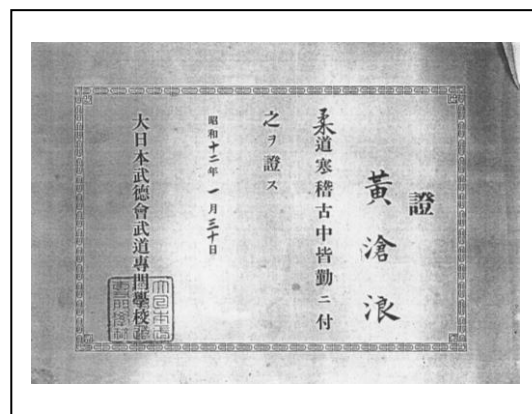 證
黃滄浪
柔道寒稽古中皆勤ニ付
之ヲ證ス
昭和十二年一月三十日
大日本武德會武道專門學校